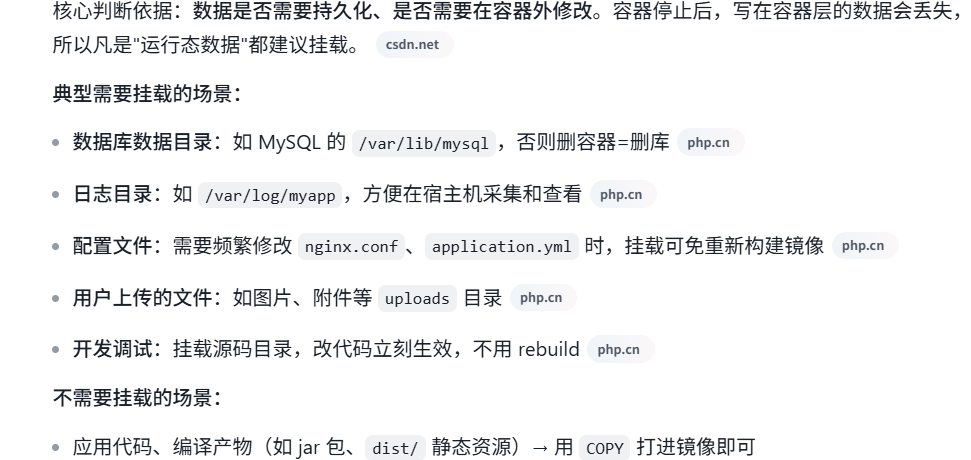 核心判断依据：数据是否需要持久化、是否需要在容器外修改。容器停止后，写在容器层的数据会丢失，
所以凡是"运行态数据"都建议挂载。 csdn.net
典型需要挂载的场景：
数据库数据目录：如 MySQL 的 /var/lib/mysql，否则删容器=删库 php.cn
日志目录：如 /var/log/myapp，方便在宿主机采集和查看 php.cn
配置文件：需要频繁修改 nginx.conf、application.yml 时，挂载可免重新构建镜像 php.cn
用户上传的文件：如图片、附件等 uploads 目录 php.cn
开发调试：挂载源码目录，改代码立刻生效，不用 rebuild php.cn
不需要挂载的场景：
应用代码、编译产物（如 jar 包、dist/ 静态资源）→ 用 COPY 打进镜像即可